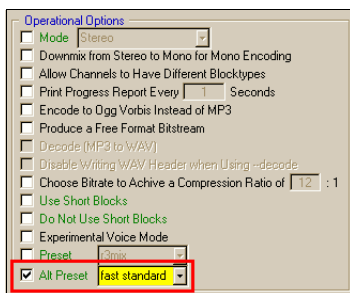 Operational Options
Mode Stereo
Downmix from Stereo to Mono for Mono Encoding
Allow Channels to Have Different Blocktypes
Print Progress Report Every 1 Seconds
Encode to Ogg Vorbis Instead of MP3
Produce a Free Format Bitstream
Decode (MP3 to WAV)
Disable Writing WAV Header when Using --decode
Choose Bitrate to Achive a Compression Ratio of 12 : 1
Use Short Blocks
Do Not Use Short Blocks
Experimental Voice Mode
Preset r3mix
Alt Preset fast standard